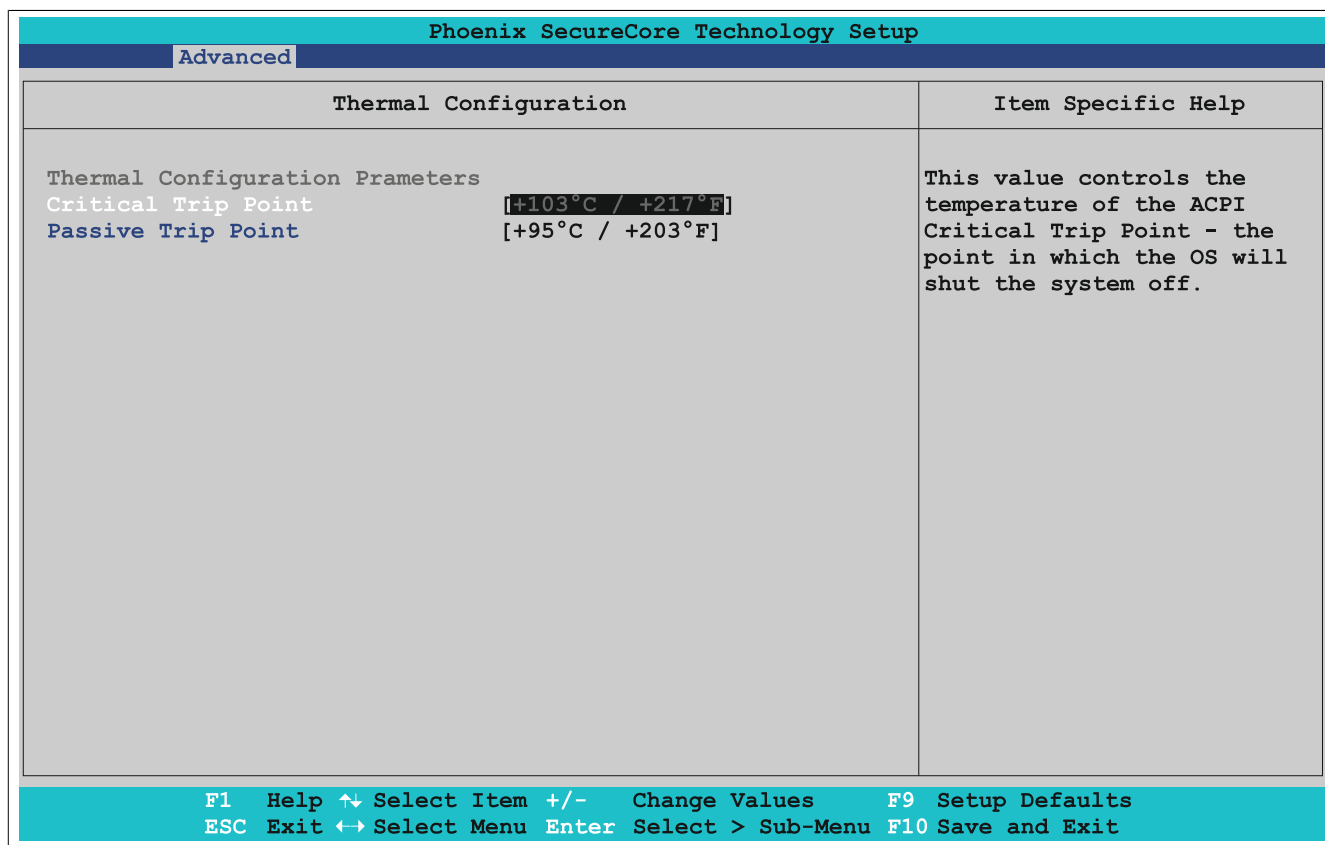 Phoenix SecureCore Technology Setup
Advanced
Thermal Configuration
Item Specific Help
Thermal Configuration Prameters
Critical Trip Point [+103°C / +217°F]
Passive Trip Point [+95°C / +203°F]
This value controls the
temperature of the ACPI
Critical Trip Point - the
point in which the OS will
shut the system off.
F1 Help ↑↓ Select Item +/- Change Values F9 Setup Defaults
ESC Exit ←→ Select Menu Enter Select > Sub-Menu F10 Save and Exit